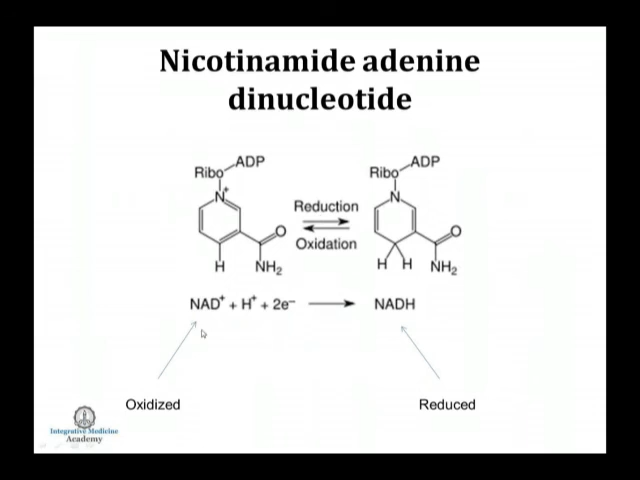 Nicotinamide adenine
dinucleotide
ADP
Ribo
N+
O
H
NH₂
Reduction
Oxidation
ADP
Ribo
N
O
H H
NH₂
NAD⁺ + H⁺ + 2e⁻ → NADH
Oxidized
Reduced
Integrative Medicine
Academy